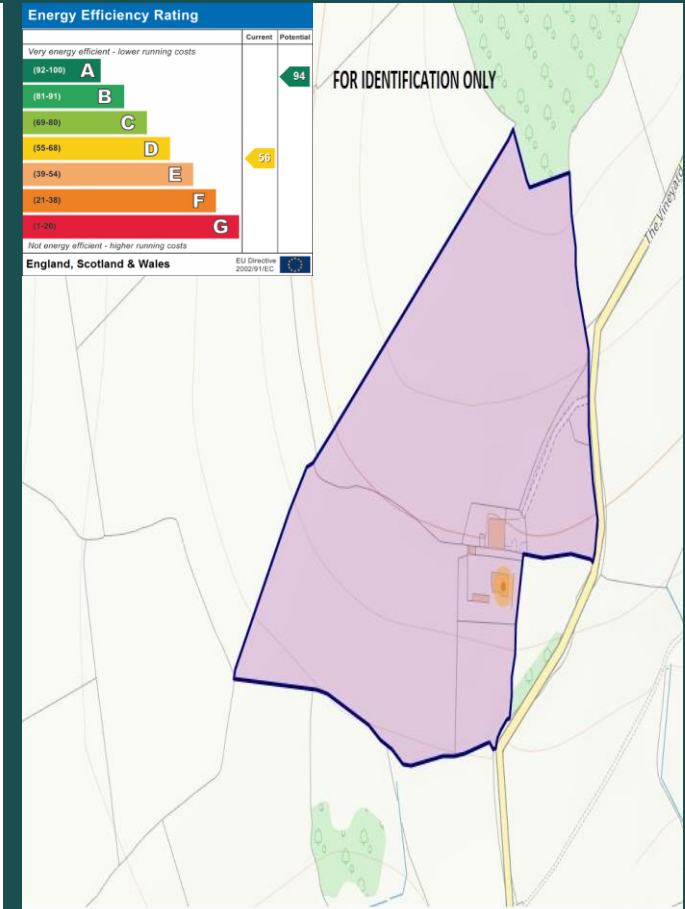 Energy Efficiency Rating
Current Potential
Very energy efficient - lower running costs
(92-100) A
94
(81-91) B
(69-80) C
(55-68) D
56
(39-54) E
(21-38) F
(1-20) G
Not energy efficient - higher running costs
England, Scotland & Wales
EU Directive
2002/91/EC
FOR IDENTIFICATION ONLY
The Vineyard